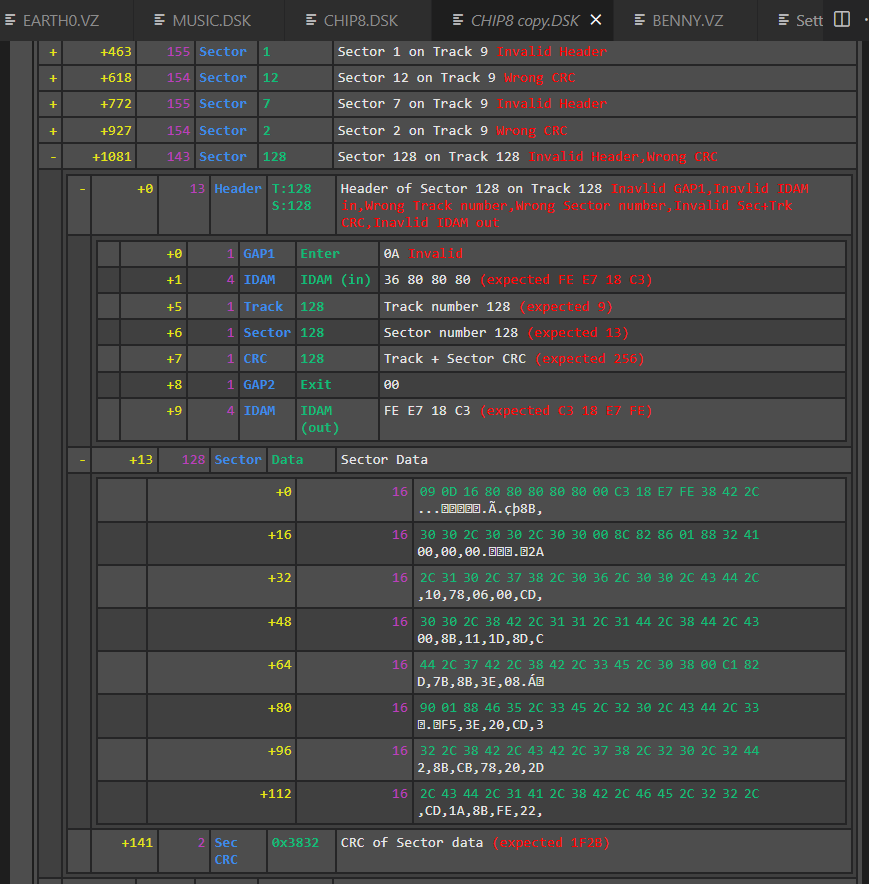 EARTH0.VZ MUSIC.DSK CHIP8.DSK CHIP8 copy.DSK × BENNY.VZ Sett
+ +463 155 Sector 1 Sector 1 on Track 9 Invalid Header
+ +618 154 Sector 12 Sector 12 on Track 9 Wrong CRC
+ +772 155 Sector 7 Sector 7 on Track 9 Invalid Header
+ +927 154 Sector 2 Sector 2 on Track 9 Wrong CRC
- +1081 143 Sector 128 Sector 128 on Track 128 Invalid Header,Wrong CRC
- +0 13 Header T:128 Header of Sector 128 on Track 128 Inavlid GAP1,Inavlid IDAM
S:128 in,Wrong Track number,Wrong Sector number,Invalid Sec+Trk
CRC,Inavlid IDAM out
+0 1 GAP1 Enter 0A invalid
+1 4 IDAM IDAM (in) 36 80 80 80 (expected FE E7 18 C3)
+5 1 Track 128 Track number 128 (expected 9)
+6 1 Sector 128 Sector number 128 (expected 13)
+7 1 CRC 128 Track + Sector CRC (expected 256)
+8 1 GAP2 Exit 00
+9 4 IDAM IDAM FE E7 18 C3 (expected C3 18 E7 FE)
(out)
- +13 128 Sector Data Sector Data
+0 16 09 0D 16 80 80 80 80 80 00 C3 18 E7 FE 38 42 2C
....Ã.çþ8B,
+16 16 30 30 2C 30 30 2C 30 30 00 8C 82 86 01 88 32 41
00,00,00..2A
+32 16 2C 31 30 2C 37 38 2C 30 36 2C 30 30 2C 43 44 2C
,10,78,06,00,CD,
+48 16 30 30 2C 38 42 2C 31 31 2C 31 44 2C 38 44 2C 43
00,8B,11,1D,8D,C
+64 16 44 2C 37 42 2C 38 42 2C 33 45 2C 30 38 00 C1 82
D,7B,8B,3E,08.Á
+80 16 90 01 88 46 35 2C 33 45 2C 32 30 2C 43 44 2C 33
.F5,3E,20,CD,3
+96 16 32 2C 38 42 2C 43 42 2C 37 38 2C 32 30 2C 32 44
2,8B,CB,78,20,2D
+112 16 2C 43 44 2C 31 41 2C 38 42 2C 46 45 2C 32 32 2C
,CD,1A,8B,FE,22,
+141 2 Sec 0x3832 CRC of Sector data (expected 1F2B)
CRC